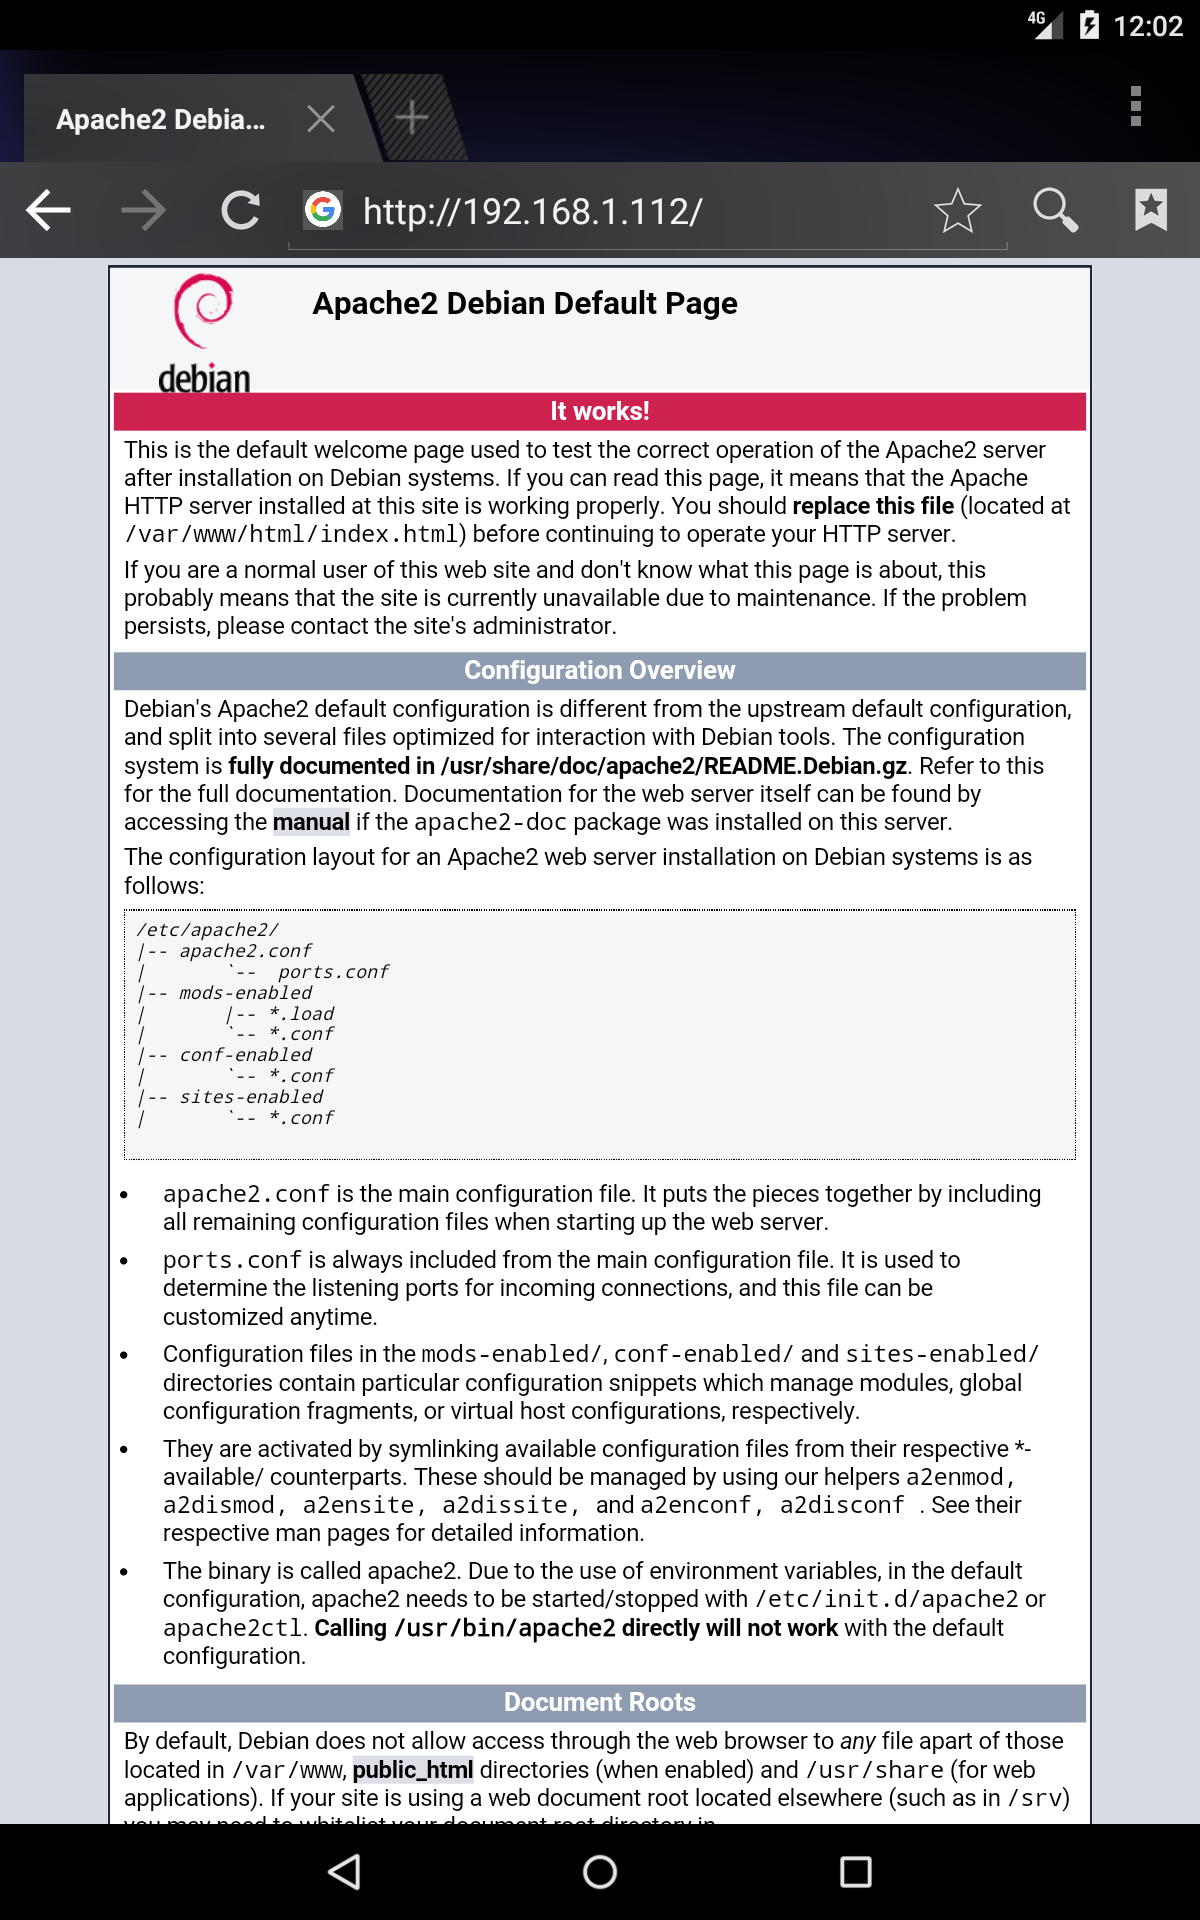 4G 12:02
Apache2 Debia...
http://192.168.1.112/
Apache2 Debian Default Page
debian
It works!
This is the default welcome page used to test the correct operation of the Apache2 server
after installation on Debian systems. If you can read this page, it means that the Apache
HTTP server installed at this site is working properly. You should replace this file (located at
/var/www/html/index.html) before continuing to operate your HTTP server.
If you are a normal user of this web site and don't know what this page is about, this
probably means that the site is currently unavailable due to maintenance. If the problem
persists, please contact the site's administrator.
Configuration Overview
Debian's Apache2 default configuration is different from the upstream default configuration,
and split into several files optimized for interaction with Debian tools. The configuration
system is fully documented in /usr/share/doc/apache2/README.Debian.gz. Refer to this
for the full documentation. Documentation for the web server itself can be found by
accessing the manual if the apache2-doc package was installed on this server.
The configuration layout for an Apache2 web server installation on Debian systems is as
follows:
/etc/apache2/
|-- apache2.conf
|       `--  ports.conf
|-- mods-enabled
|       |-- *.load
|       `-- *.conf
|-- conf-enabled
|       `-- *.conf
|-- sites-enabled
|       `-- *.conf
• apache2.conf is the main configuration file. It puts the pieces together by including
all remaining configuration files when starting up the web server.
• ports.conf is always included from the main configuration file. It is used to
determine the listening ports for incoming connections, and this file can be
customized anytime.
• Configuration files in the mods-enabled/, conf-enabled/ and sites-enabled/
directories contain particular configuration snippets which manage modules, global
configuration fragments, or virtual host configurations, respectively.
• They are activated by symlinking available configuration files from their respective *-
available/ counterparts. These should be managed by using our helpers a2enmod,
a2dismod, a2ensite, a2dissite, and a2enconf, a2disconf . See their
respective man pages for detailed information.
• The binary is called apache2. Due to the use of environment variables, in the default
configuration, apache2 needs to be started/stopped with /etc/init.d/apache2 or
apache2ctl. Calling /usr/bin/apache2 directly will not work with the default
configuration.
Document Roots
By default, Debian does not allow access through the web browser to any file apart of those
located in /var/www, public_html directories (when enabled) and /usr/share (for web
applications). If your site is using a web document root located elsewhere (such as in /srv)
you may need to whitelist your document root directory in